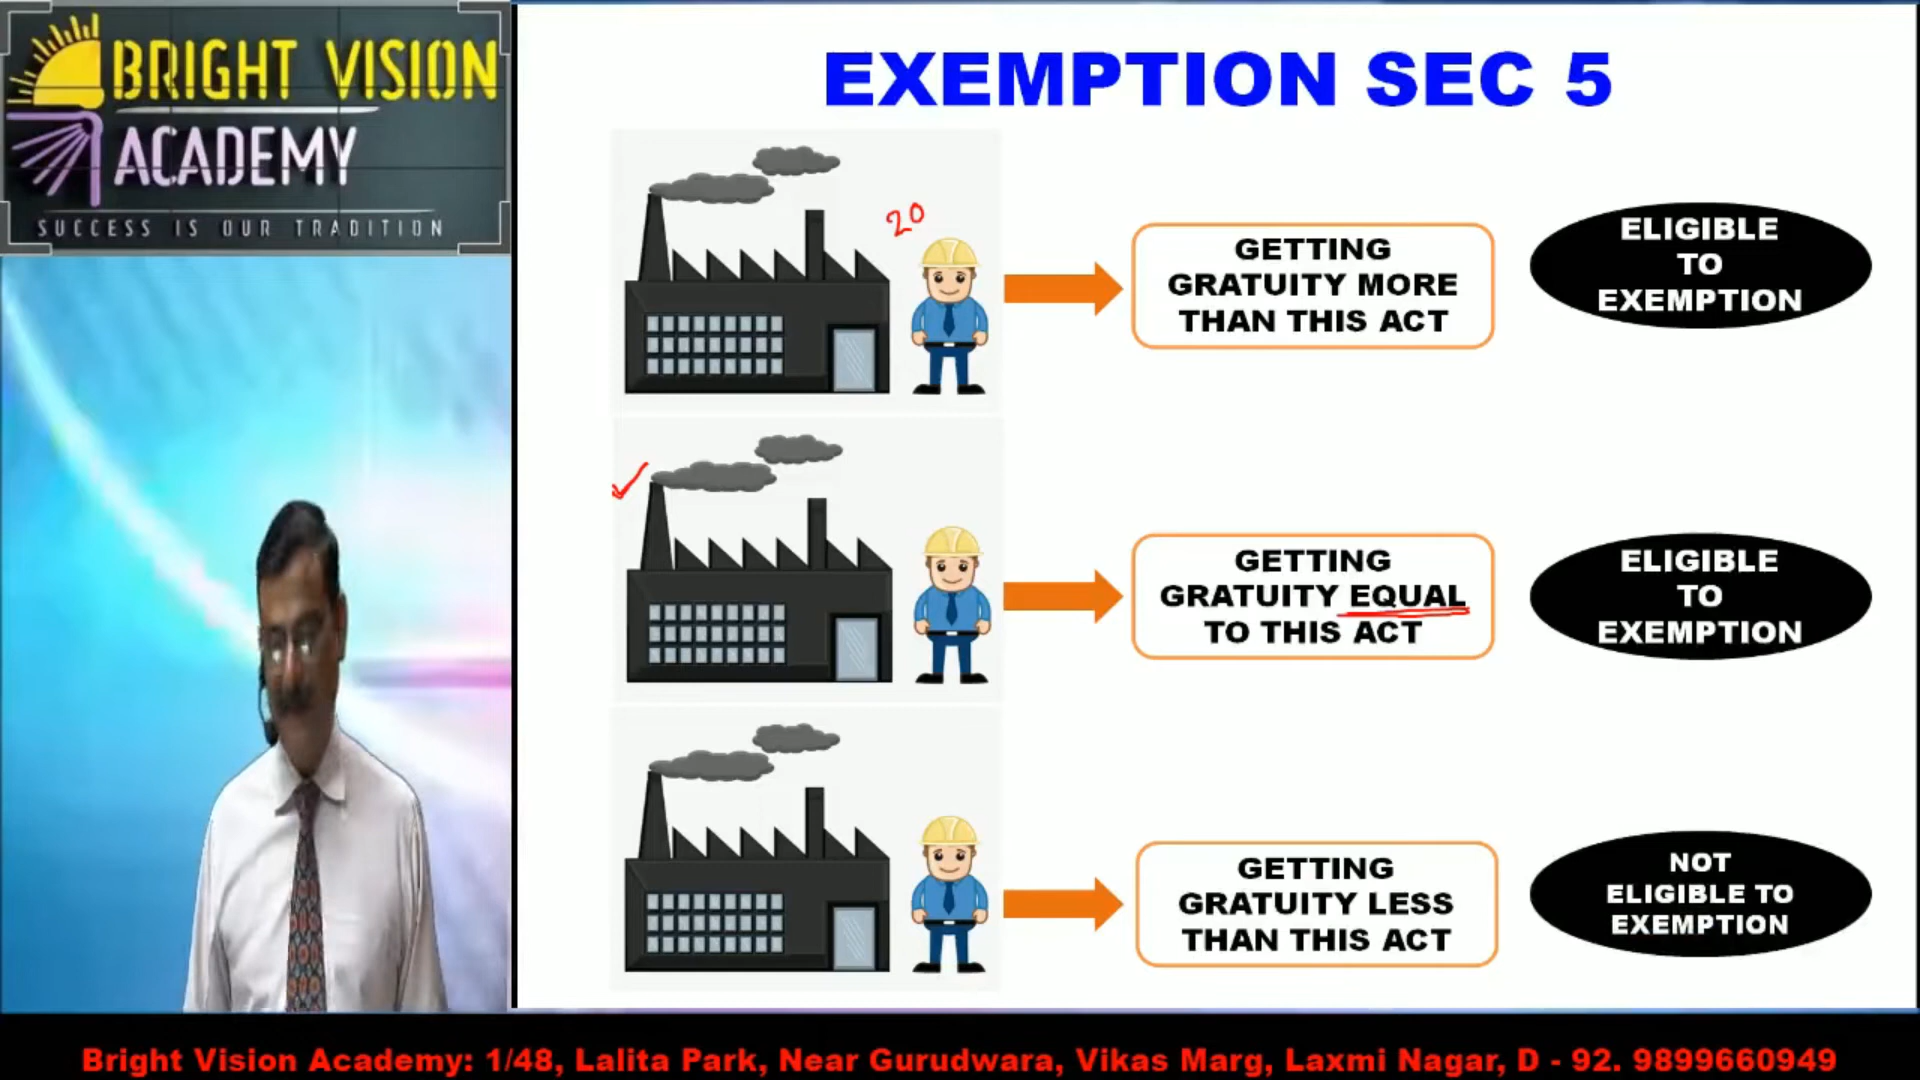 BRIGHT VISION
ACADEMY
SUCCESS IS OUR TRADITION
EXEMPTION SEC 5
20
GETTING
GRATUITY MORE
THAN THIS ACT
ELIGIBLE
TO
EXEMPTION
GETTING
GRATUITY EQUAL
TO THIS ACT
ELIGIBLE
TO
EXEMPTION
GETTING
GRATUITY LESS
THAN THIS ACT
NOT
ELIGIBLE TO
EXEMPTION
Bright Vision Academy: 1/48, Lalita Park, Near Gurudwara, Vikas Marg, Laxmi Nagar, D - 92. 9899660949